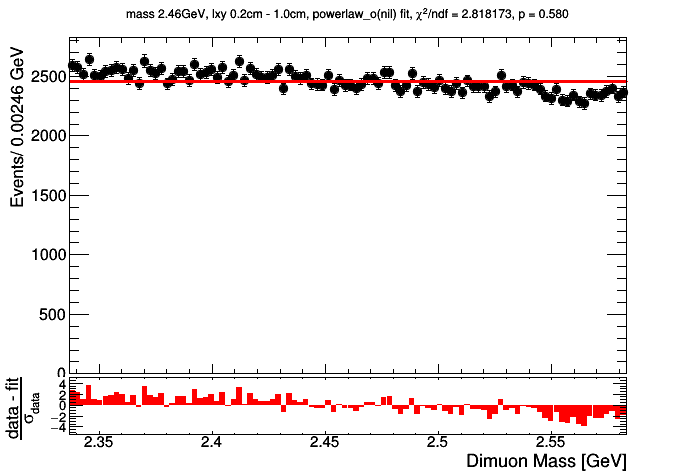 mass 2.46GeV, lxy 0.2cm - 1.0cm, powerlaw_o(nil) fit, χ²/ndf = 2.818173, p = 0.580
Events/ 0.00246 GeV
2500
2000
1500
1000
500
0
data - fit
σdata
4
2
0
−2
−4
2.35 2.4 2.45 2.5 2.55
Dimuon Mass [GeV]